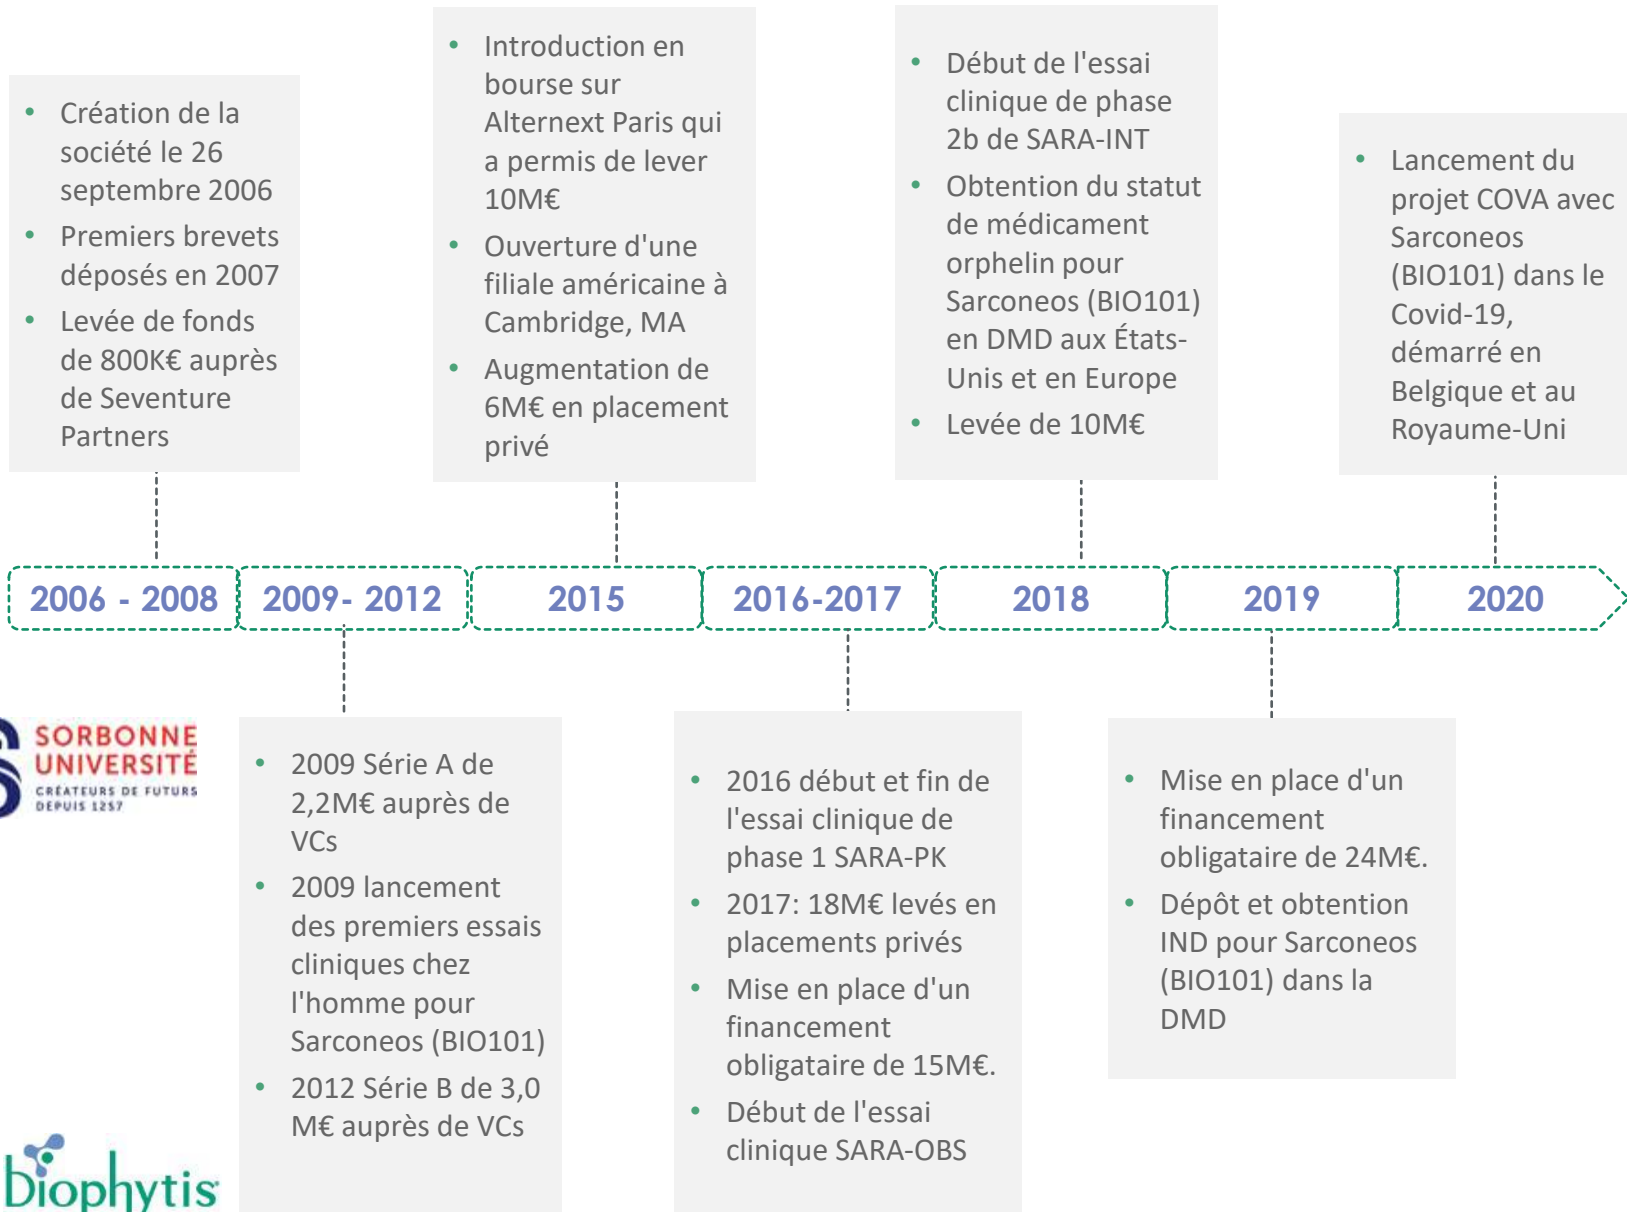 Création de la
société le 26
septembre 2006
Premiers brevets
déposés en 2007
Levée de fonds
de 800K€ auprès
de Seventure
Partners
Introduction en
bourse sur
Alternext Paris qui
a permis de lever
10M€
Ouverture d'une
filiale américaine à
Cambridge, MA
Augmentation de
6M€ en placement
privé
Début de l'essai
clinique de phase
2b de SARA-INT
Obtention du statut
de médicament
orphelin pour
Sarconeos (BIO101)
en DMD aux États-
Unis et en Europe
Levée de 10M€
Lancement du
projet COVA avec
Sarconeos
(BIO101) dans le
Covid-19,
démarré en
Belgique et au
Royaume-Uni
2006 - 2008
2009- 2012
2015
2016-2017
2018
2019
2020
SORBONNE
UNIVERSITÉ
CRÉATEURS DE FUTURS
DEPUIS 1257
2009 Série A de
2,2M€ auprès de
VCs
2009 lancement
des premiers essais
cliniques chez
l'homme pour
Sarconeos (BIO101)
2012 Série B de 3,0
M€ auprès de VCs
2016 début et fin de
l'essai clinique de
phase 1 SARA-PK
2017: 18M€ levés en
placements privés
Mise en place d'un
financement
obligataire de 15M€.
Début de l'essai
clinique SARA-OBS
Mise en place d'un
financement
obligataire de 24M€.
Dépôt et obtention
IND pour Sarconeos
(BIO101) dans la
DMD
biophytis